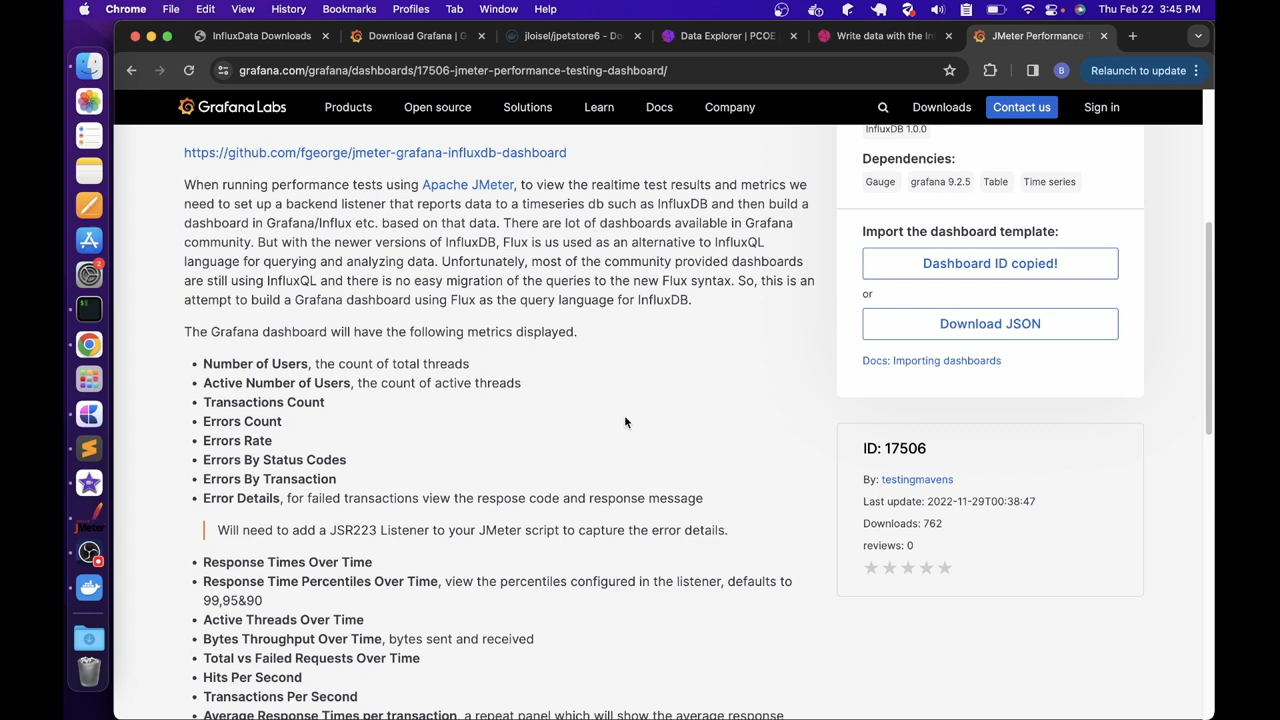 Chrome File Edit View History Bookmarks Profiles Tab Window Help Thu Feb 22 3:45 PM
InfluxData Downloads
Download Grafana | G
jloisel/jpetstore6 - Do
Data Explorer | PCOE
Write data with the In
JMeter Performance T
grafana.com/grafana/dashboards/17506-jmeter-performance-testing-dashboard/
B
Relaunch to update
Grafana Labs Products Open source Solutions Learn Docs Company Downloads Contact us Sign in
https://github.com/fgeorge/jmeter-grafana-influxdb-dashboard
When running performance tests using Apache JMeter, to view the realtime test results and metrics we
need to set up a backend listener that reports data to a timeseries db such as InfluxDB and then build a
dashboard in Grafana/Influx etc. based on that data. There are lot of dashboards available in Grafana
community. But with the newer versions of InfluxDB, Flux is us used as an alternative to InfluxQL
language for querying and analyzing data. Unfortunately, most of the community provided dashboards
are still using InfluxQL and there is no easy migration of the queries to the new Flux syntax. So, this is an
attempt to build a Grafana dashboard using Flux as the query language for InfluxDB.
The Grafana dashboard will have the following metrics displayed.
• Number of Users, the count of total threads
• Active Number of Users, the count of active threads
• Transactions Count
• Errors Count
• Errors Rate
• Errors By Status Codes
• Errors By Transaction
• Error Details, for failed transactions view the respose code and response message
Will need to add a JSR223 Listener to your JMeter script to capture the error details.
• Response Times Over Time
• Response Time Percentiles Over Time, view the percentiles configured in the listener, defaults to
99,95&90
• Active Threads Over Time
• Bytes Throughput Over Time, bytes sent and received
• Total vs Failed Requests Over Time
• Hits Per Second
• Transactions Per Second
• Average Response Times per transaction, a repeat panel which will show the average response
InfluxDB 1.0.0
Dependencies:
Gauge grafana 9.2.5 Table Time series
Import the dashboard template:
Dashboard ID copied!
or
Download JSON
Docs: Importing dashboards
ID: 17506
By: testingmavens
Last update: 2022-11-29T00:38:47
Downloads: 762
reviews: 0
2
JMeter